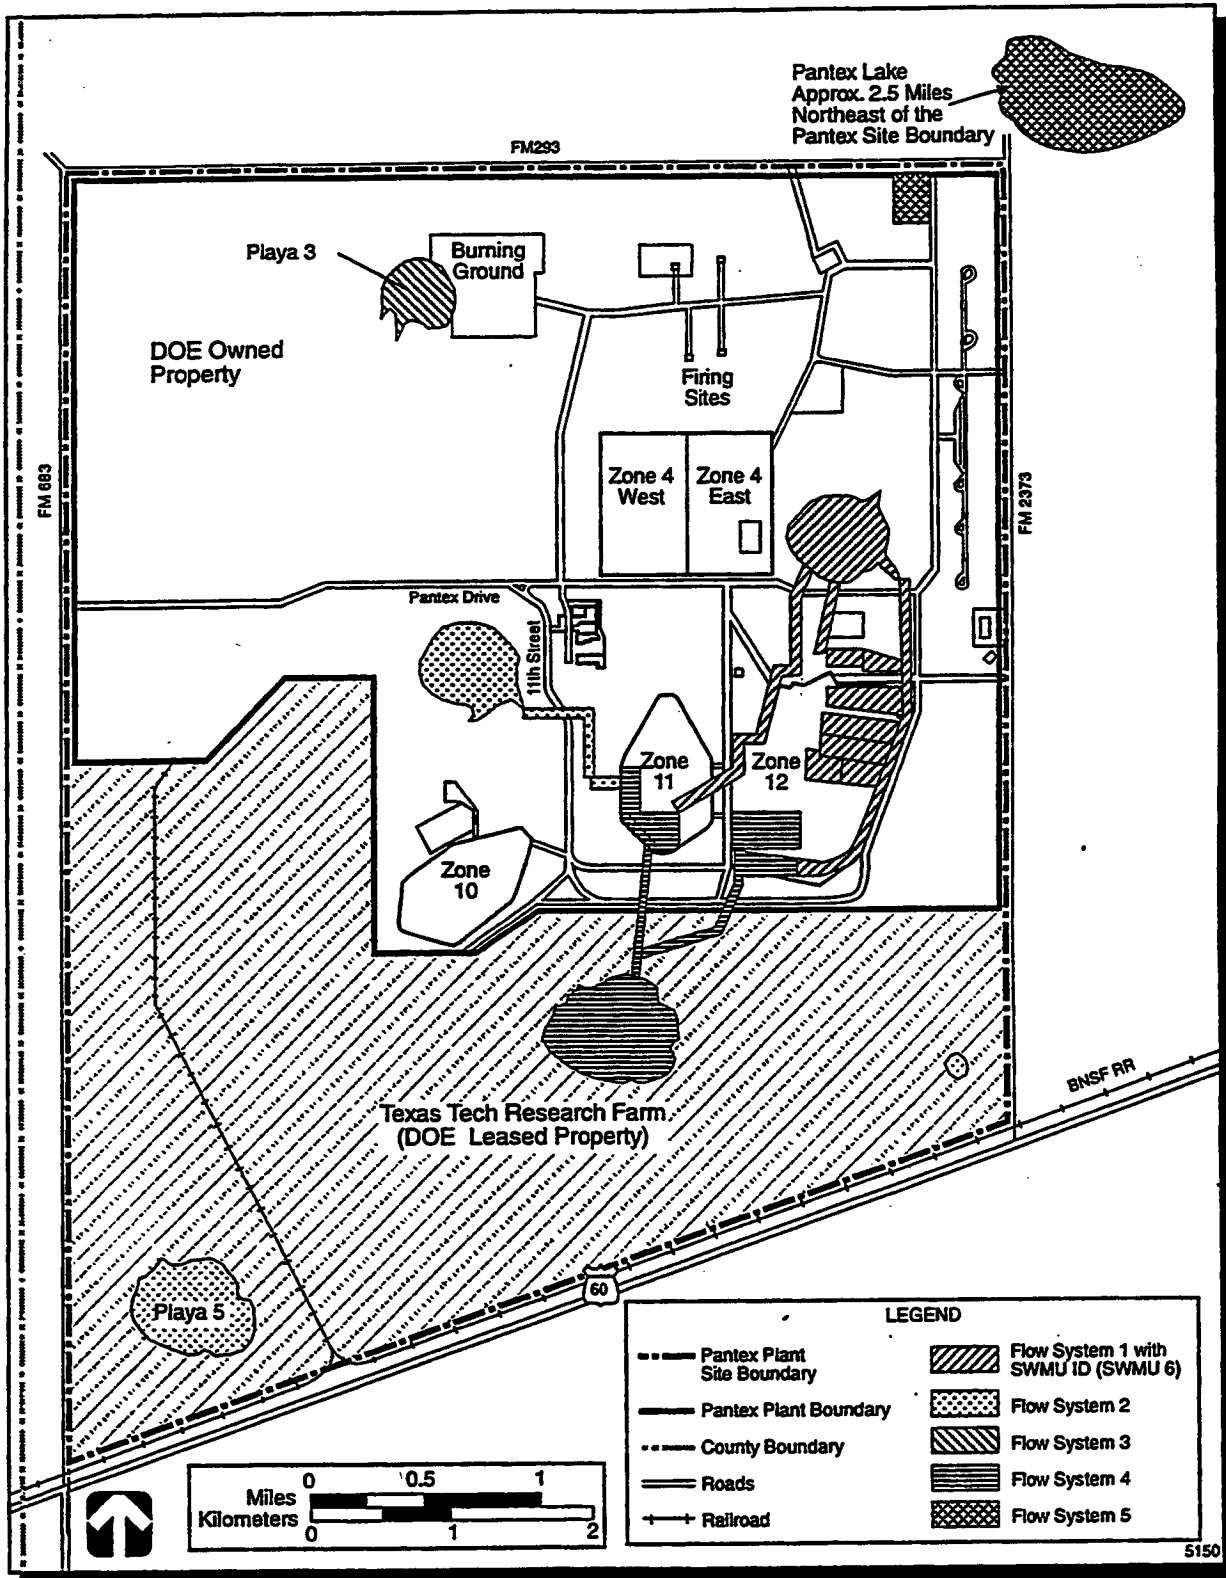 Pantex Lake
Approx. 2.5 Miles
Northeast of the
Pantex Site Boundary
FM293
Playa 3
Burning
Ground
DOE Owned
Property
Firing
Sites
FM 683
Zone 4
West
Zone 4
East
FM 2373
Pantex Drive
11th Street
Zone
11
Zone
12
Zone
10
BNSF RR
Texas Tech Research Farm
(DOE Leased Property)
60
Playa 5
LEGEND
Pantex Plant
Site Boundary
Pantex Plant Boundary
County Boundary
Roads
Railroad
Flow System 1 with
SWMU ID (SWMU 6)
Flow System 2
Flow System 3
Flow System 4
Flow System 5
0 0.5 1
Miles
Kilometers
0 1 2
5150